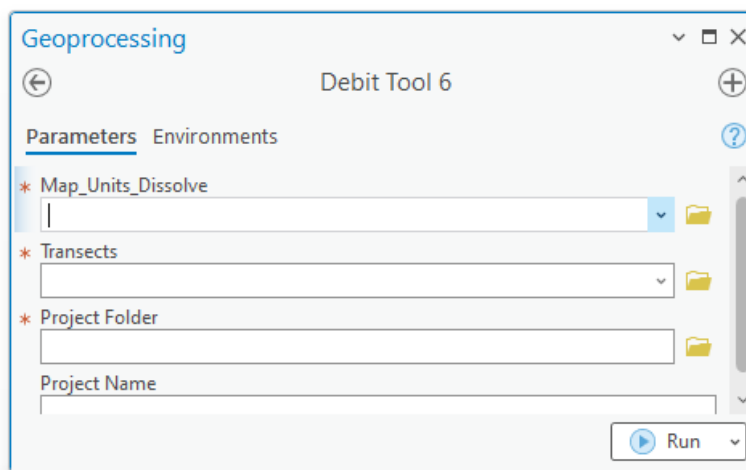 Geoprocessing
Debit Tool 6
Parameters Environments
* Map_Units_Dissolve
* Transects
* Project Folder
Project Name
Run